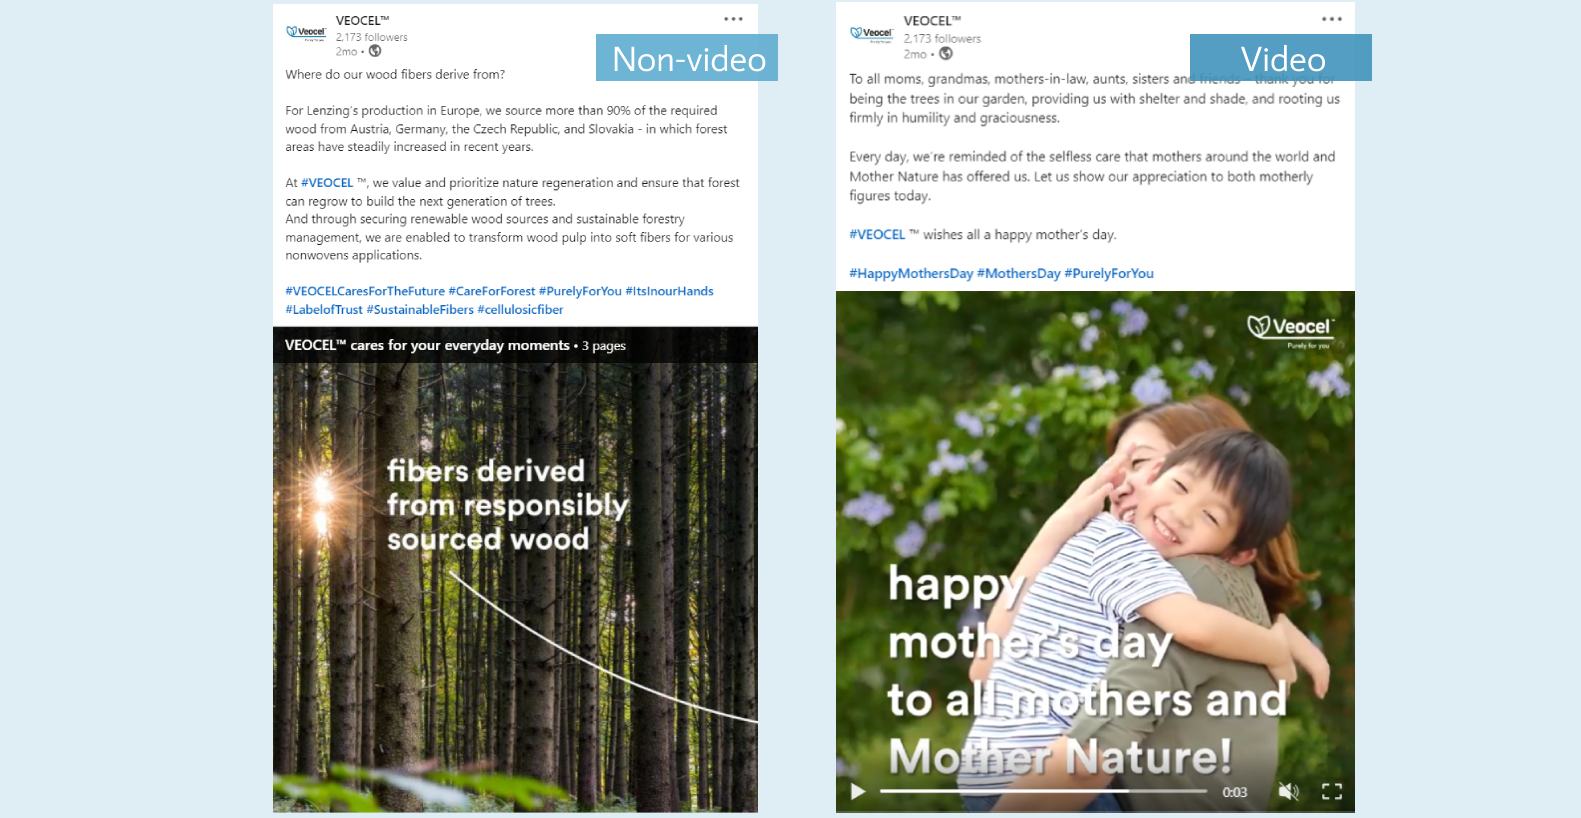 VEOCEL™
2,173 followers
2mo •
Non-video
Where do our wood fibers derive from?
For Lenzing's production in Europe, we source more than 90% of the required
wood from Austria, Germany, the Czech Republic, and Slovakia - in which forest
areas have steadily increased in recent years.
At #VEOCEL ™, we value and prioritize nature regeneration and ensure that forest
can regrow to build the next generation of trees.
And through securing renewable wood sources and sustainable forestry
management, we are enabled to transform wood pulp into soft fibers for various
nonwovens applications.
#VEOCELCaresForTheFuture #CareForForest #PurelyForYou #ItsInourHands
#LabelofTrust #SustainableFibers #cellulosicfiber
VEOCEL™ cares for your everyday moments • 3 pages
fibers derived
from responsibly
sourced wood
Veocel
VEOCEL™
2,173 followers
2mo •
Video
To all moms, grandmas, mothers-in-law, aunts, sisters and friends – thank you for
being the trees in our garden, providing us with shelter and shade, and rooting us
firmly in humility and graciousness.
Every day, we're reminded of the selfless care that mothers around the world and
Mother Nature has offered us. Let us show our appreciation to both motherly
figures today.
#VEOCEL ™ wishes all a happy mother's day.
#HappyMothersDay #MothersDay #PurelyForYou
Veocel™
Purely for you
happy
mother's day
to all mothers and
Mother Nature!
0:03
Veocel